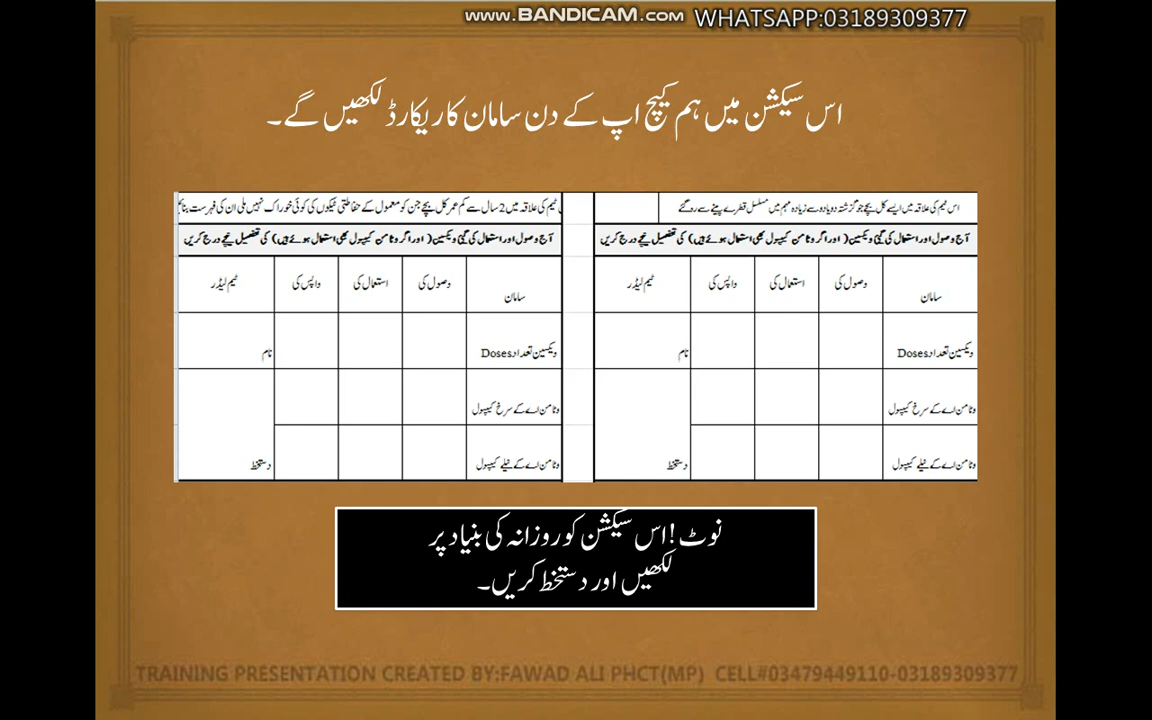 www.BANDICAM.com WHATSAPP:03189309377
اس سیکشن میں ہم کیچ اپ کے دن سامان کا ریکارڈ لکھیں گے۔
اس ٹیم کی علاقہ میں ایسے کل بچے جو گزشتہ دو یا دو سے زیادہ مہم میں مسلسل قطرے پینے سے رہ گئے
آج وصول اور استعمال کی گئی ویکسین (اور اگر وٹامن کیپسول بھی استعمال ہوئے ہیں) کی تفصیل نیچے درج کریں
سامان وصول کی استعمال کی واپس کی ٹیم لیڈر
ویکسین تعداد Doses نام
وٹامن اے کے سرخ کیپسول
وٹامن اے کے نیلے کیپسول دستخط
ٹیم کی علاقہ میں 2 سال سے کم عمر کل بچے جن کو معمول کے حفاظتی ٹیکوں کی کوئی خوراک نہیں ملی ان کی فہرست
آج وصول اور استعمال کی گئی ویکسین (اور اگر وٹامن کیپسول بھی استعمال ہوئے ہیں) کی تفصیل نیچے درج کریں
سامان وصول کی استعمال کی واپس کی ٹیم لیڈر
ویکسین تعداد Doses نام
وٹامن اے کے سرخ کیپسول
وٹامن اے کے نیلے کیپسول دستخط
نوٹ! اس سیکشن کو روزانہ کی بنیاد پر
لکھیں اور دستخط کریں۔
TRAINING PRESENTATION CREATED BY:FAWAD ALI PHCT(MP) CELL#03479449110-03189309377